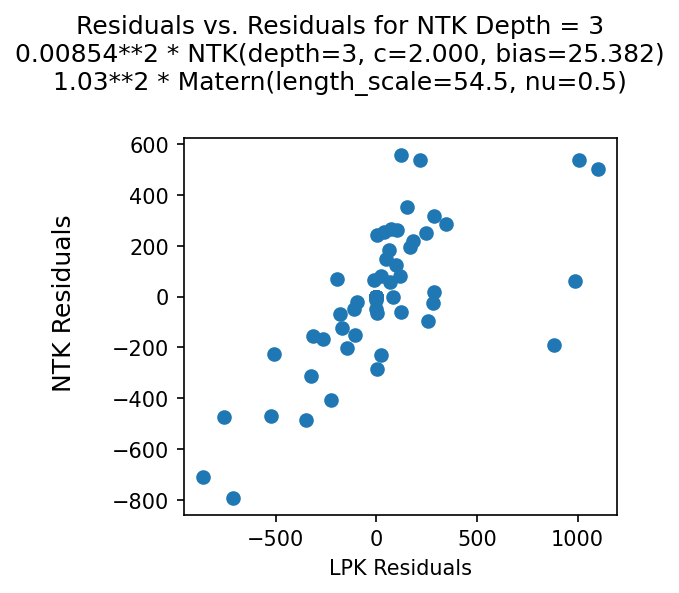 Residuals vs. Residuals for NTK Depth = 3
0.00854**2 * NTK(depth=3, c=2.000, bias=25.382)
1.03**2 * Matern(length_scale=54.5, nu=0.5)
600
400
200
0
−200
−400
−600
−800
NTK Residuals
−500
0
500
1000
LPK Residuals